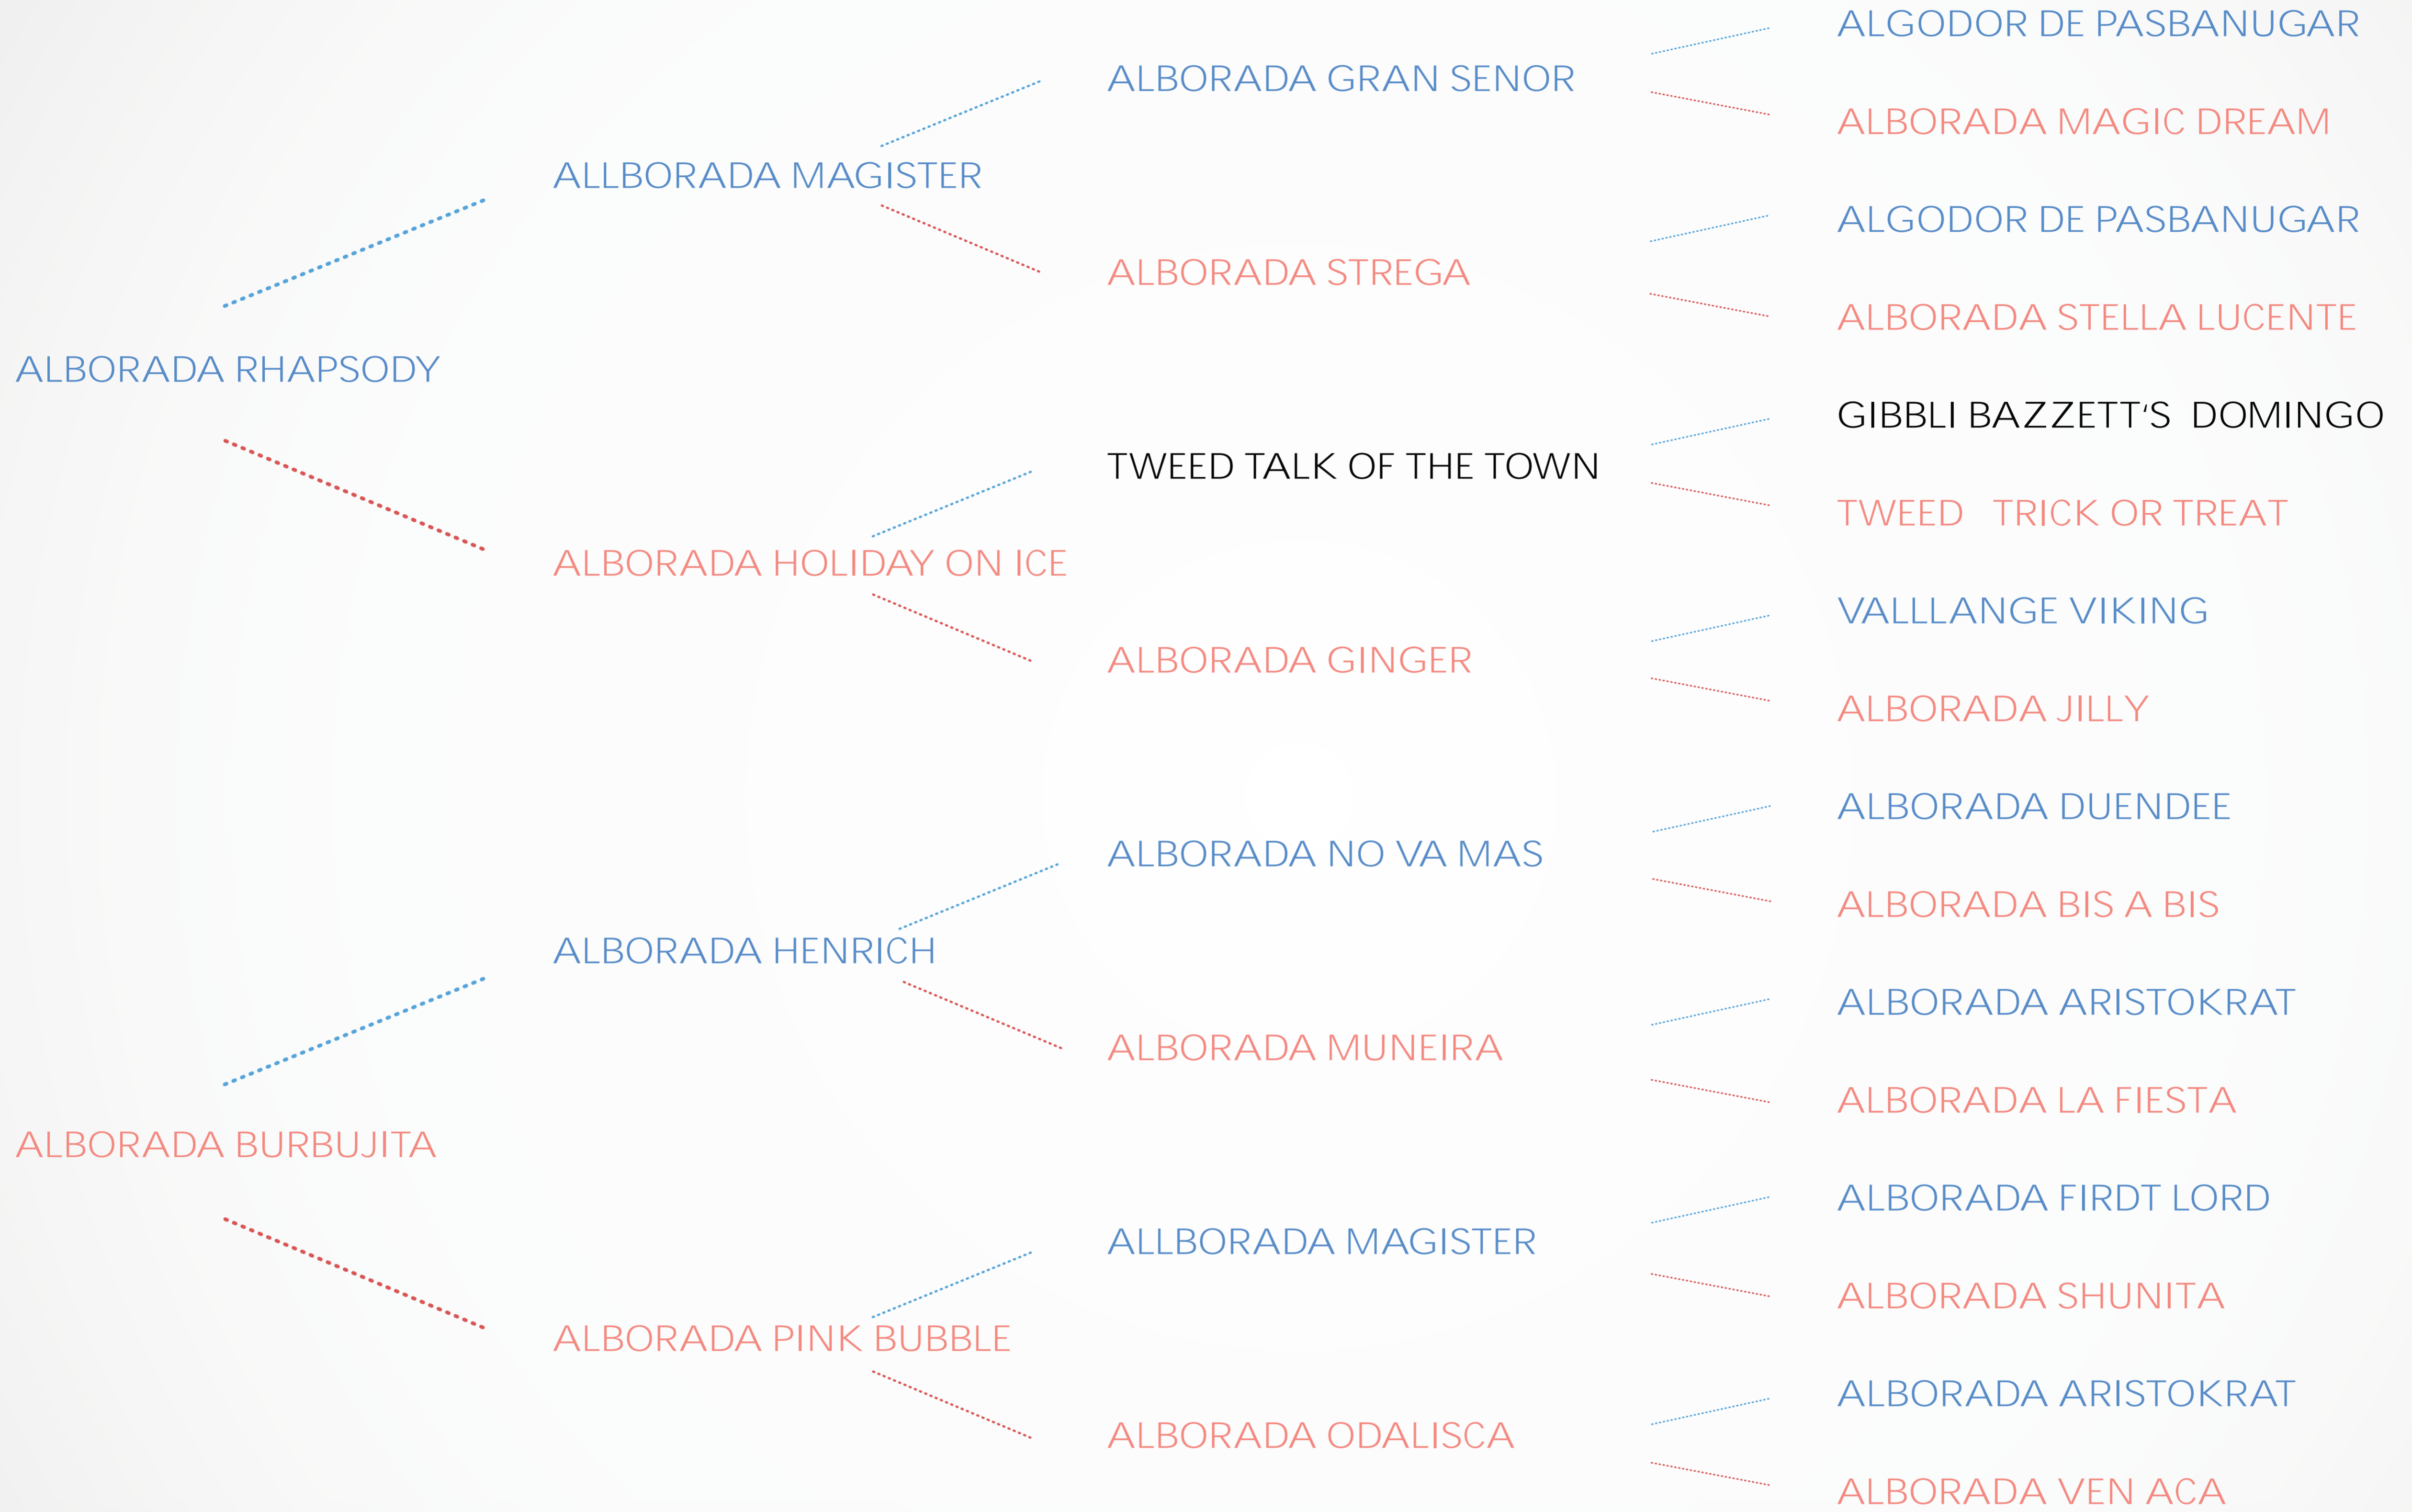 ALGODOR DE PASBANUGAR
ALBORADA GRAN SENOR
ALBORADA MAGIC DREAM
ALLBORADA MAGISTER
ALGODOR DE PASBANUGAR
ALBORADA STREGA
ALBORADA STELLA LUCENTE
ALBORADA RHAPSODY
GIBBLI BAZZETT‘S DOMINGO
TWEED TALK OF THE TOWN
TWEED TRICK OR TREAT
ALBORADA HOLIDAY ON ICE
VALLLANGE VIKING
ALBORADA GINGER
ALBORADA JILLY
ALBORADA DUENDEE
ALBORADA NO VA MAS
ALBORADA BIS A BIS
ALBORADA HENRICH
ALBORADA ARISTOKRAT
ALBORADA MUNEIRA
ALBORADA LA FIESTA
ALBORADA BURBUJITA
ALBORADA FIRDT LORD
ALLBORADA MAGISTER
ALBORADA SHUNITA
ALBORADA PINK BUBBLE
ALBORADA ARISTOKRAT
ALBORADA ODALISCA
ALBORADA VEN ACA